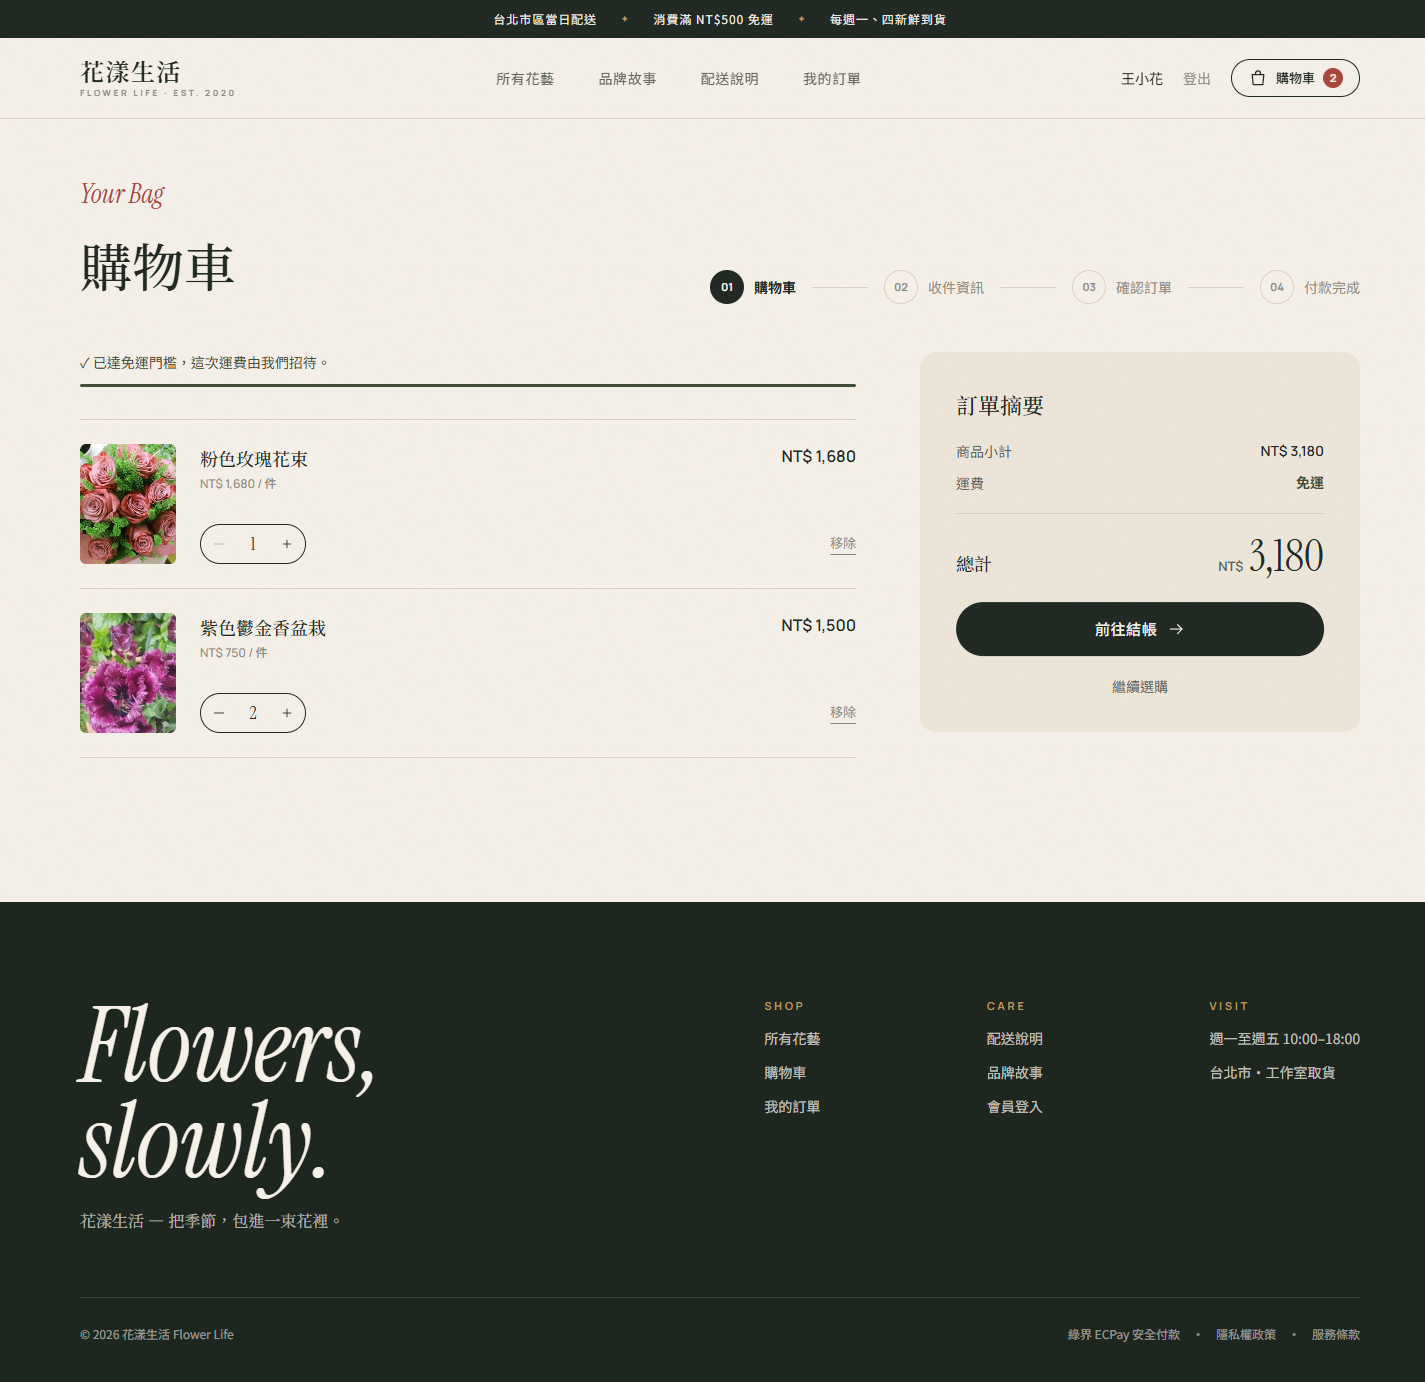 台北市區當日配送 ✦ 消費滿 NT$500 免運 ✦ 每週一、四新鮮到貨
花漾生活
FLOWER LIFE · EST. 2020
所有花藝 品牌故事 配送說明 我的訂單
王小花 登出 購物車 2
Your Bag
購物車
01 購物車 02 收件資訊 03 確認訂單 04 付款完成
✓ 已達免運門檻，這次運費由我們招待。
粉色玫瑰花束
NT$ 1,680
NT$ 1,680 / 件
− 1 +
移除
紫色鬱金香盆栽
NT$ 1,500
NT$ 750 / 件
− 2 +
移除
訂單摘要
商品小計 NT$ 3,180
運費 免運
總計 NT$ 3,180
前往結帳 →
繼續選購
Flowers,
slowly.
花漾生活 — 把季節，包進一束花裡。
SHOP
所有花藝
購物車
我的訂單
CARE
配送說明
品牌故事
會員登入
VISIT
週一至週五 10:00–18:00
台北市・工作室取貨
© 2026 花漾生活 Flower Life
綠界 ECPay 安全付款 • 隱私權政策 • 服務條款